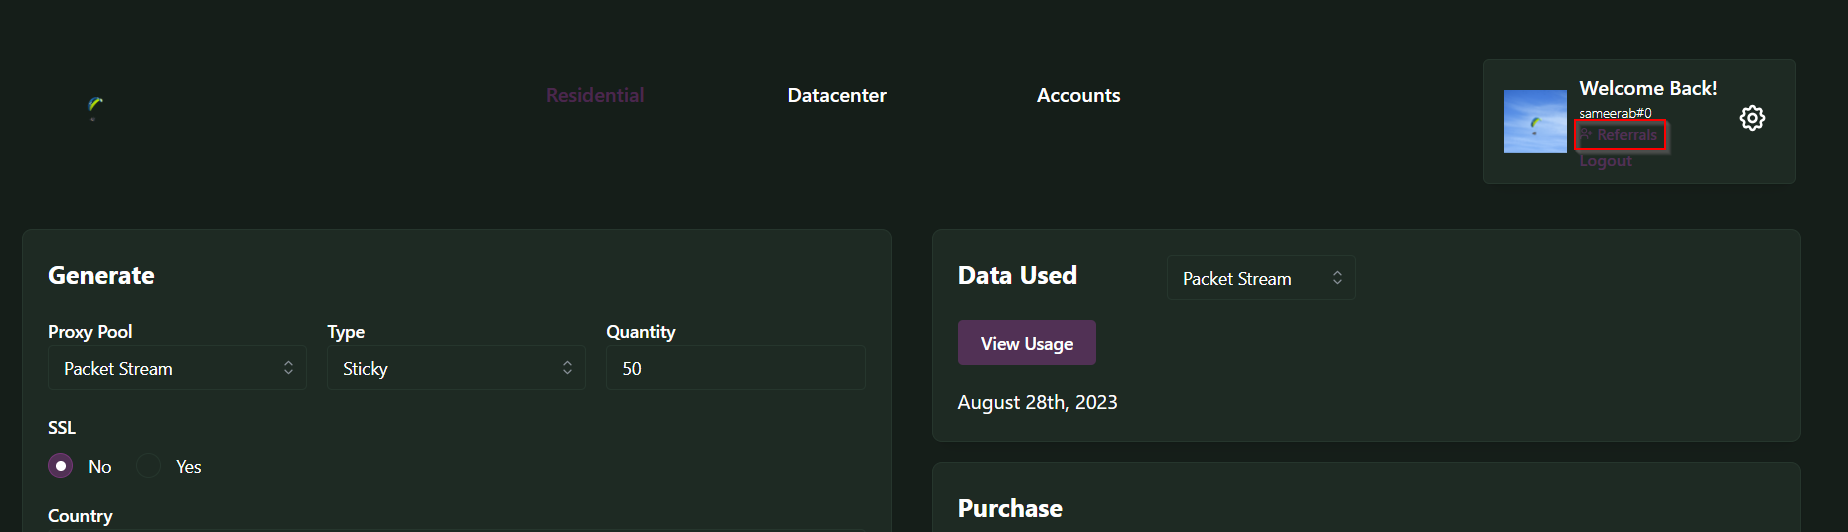 Residential
Datacenter
Accounts
Welcome Back!
sameerab#0
Referrals
Logout
Generate
Proxy Pool
Type
Quantity
Packet Stream
Sticky
50
SSL
No
Yes
Country
Data Used
Packet Stream
View Usage
August 28th, 2023
Purchase